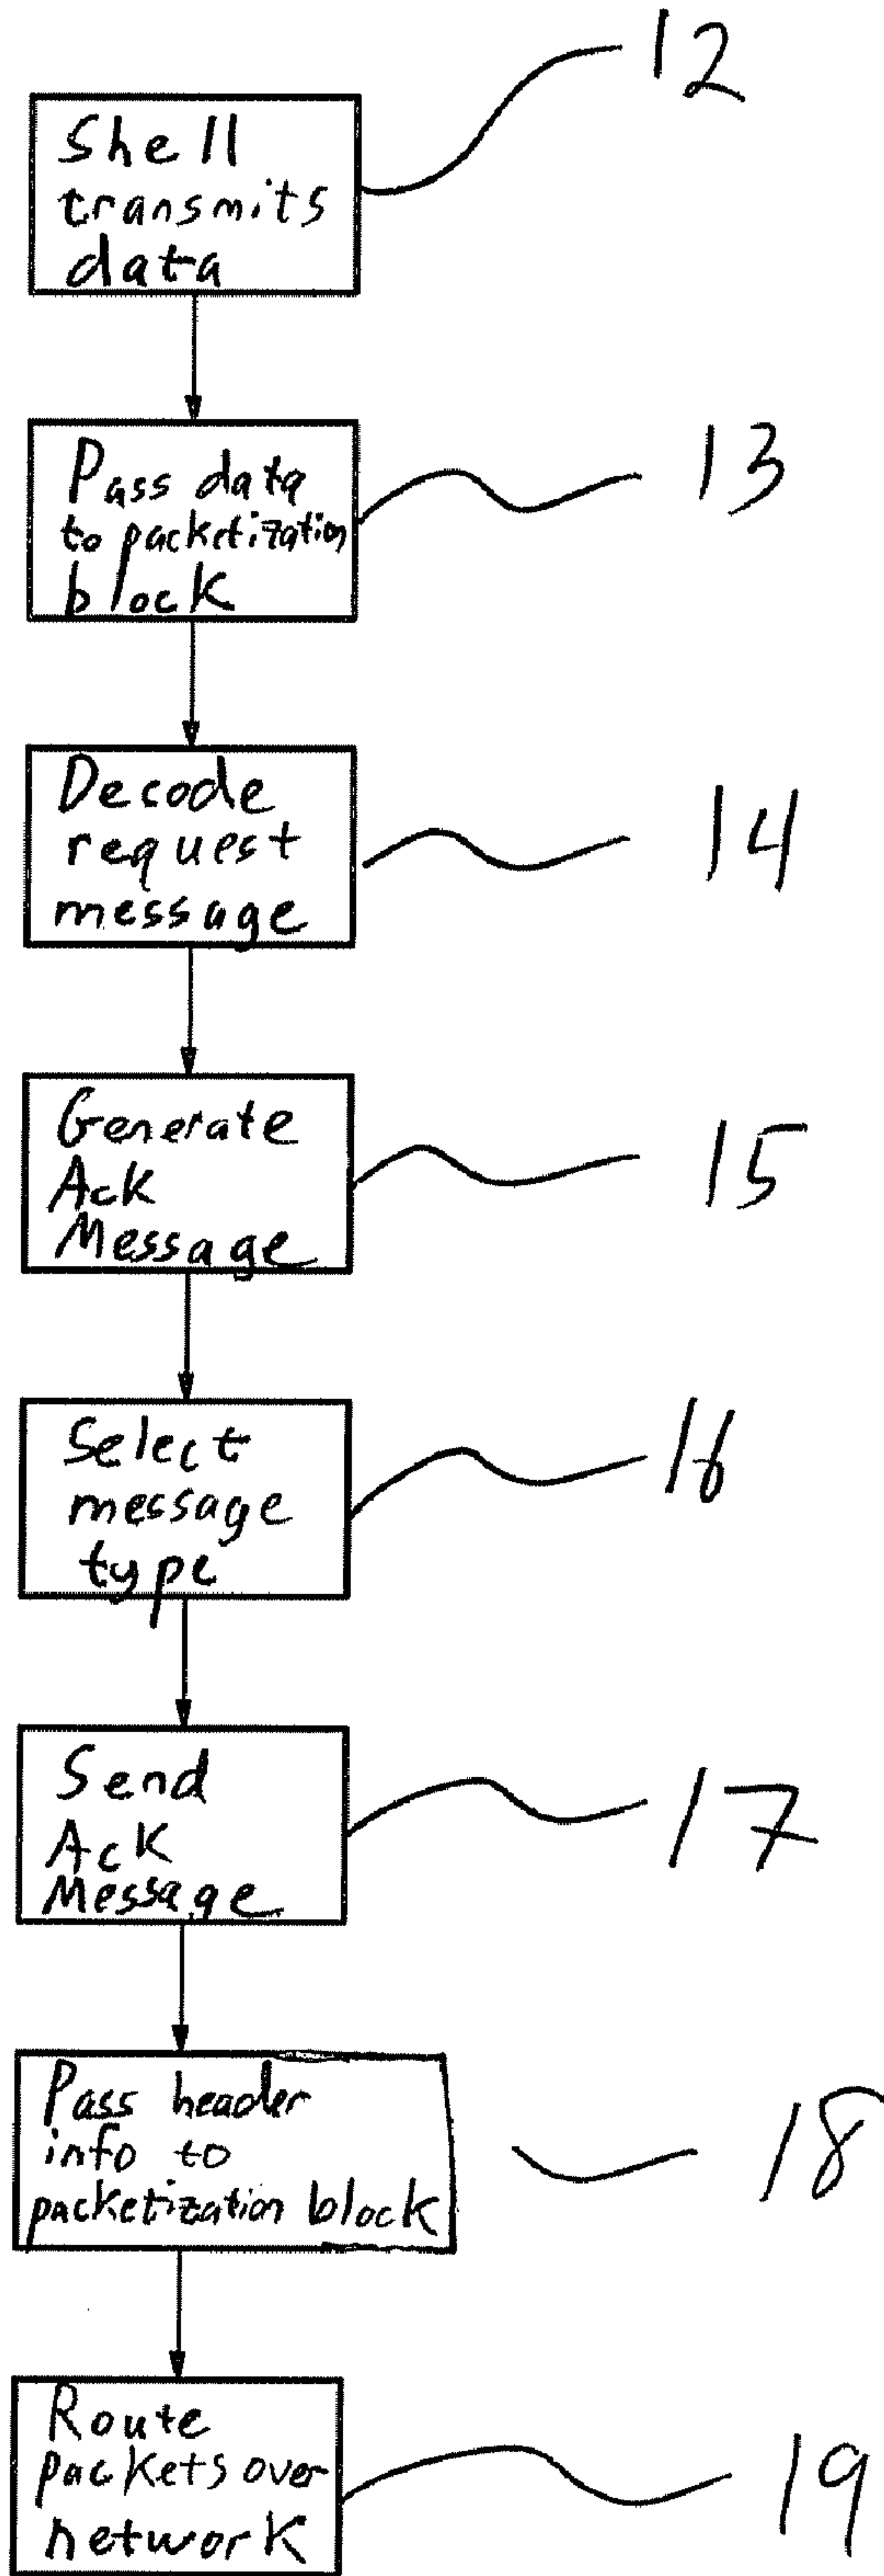 12
Shell
transmits
data
13
Pass data
to packetization
block
14
Decode
request
message
15
Generate
Ack
Message
16
Select
message
type
17
Send
Ack
Message
18
Pass header
info to
packetization block
19
Route
packets over
network